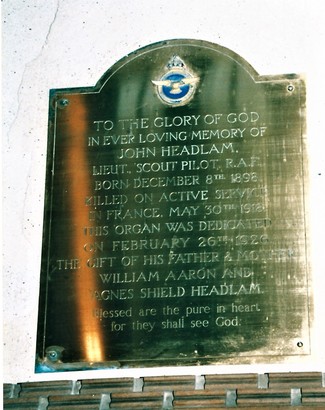 TO THE GLORY OF GOD
IN EVER LOVING MEMORY OF
JOHN HEADLAM,
LIEUT., SCOUT PILOT, R.A.F.
BORN DECEMBER 8TH 1898,
KILLED ON ACTIVE SERVICE
IN FRANCE, MAY 30TH 1918.
THIS ORGAN WAS DEDICATED
ON FEBRUARY 26TH
THE GIFT OF HIS FATHER & MOTHER
WILLIAM AARON AND
AGNES SHIELD HEADLAM.
Blessed are the pure in heart
for they shall see God.